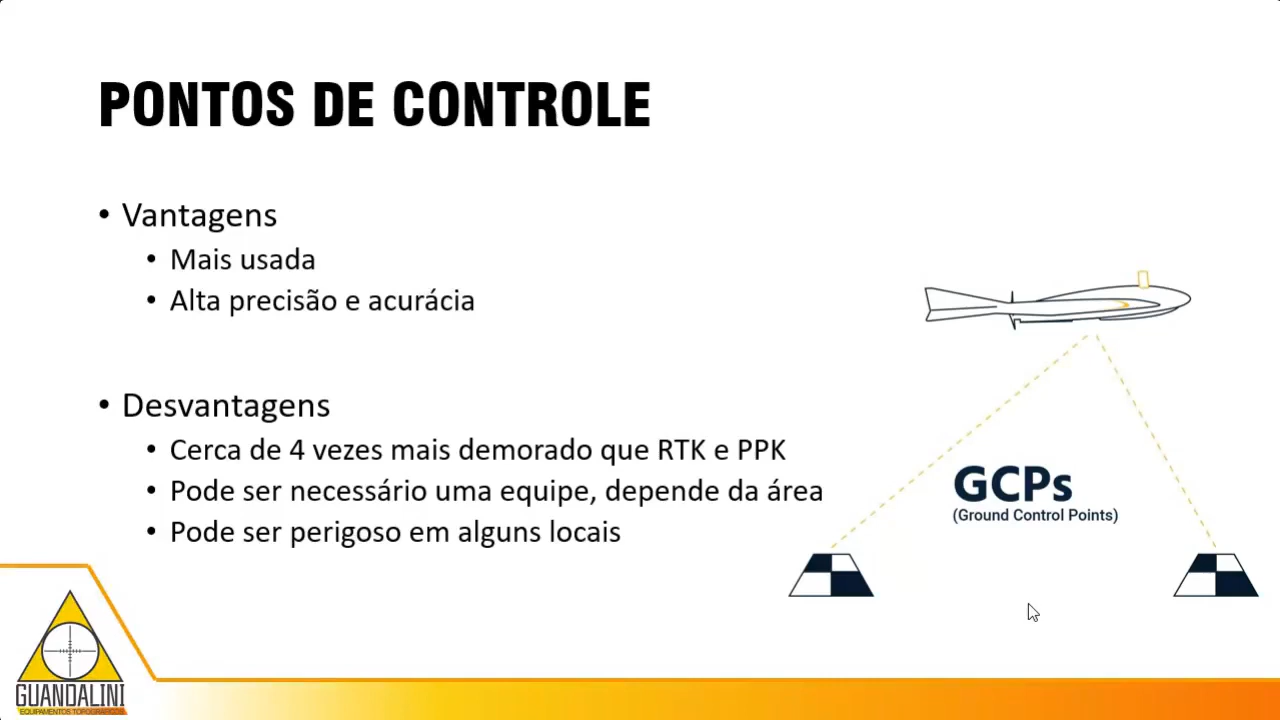 PONTOS DE CONTROLE
• Vantagens
• Mais usada
• Alta precisão e acurácia
• Desvantagens
• Cerca de 4 vezes mais demorado que RTK e PPK
• Pode ser necessário uma equipe, depende da área
• Pode ser perigoso em alguns locais
GCPs
(Ground Control Points)
GUANDALINI
EQUIPAMENTOS TOPOGRÁFICOS